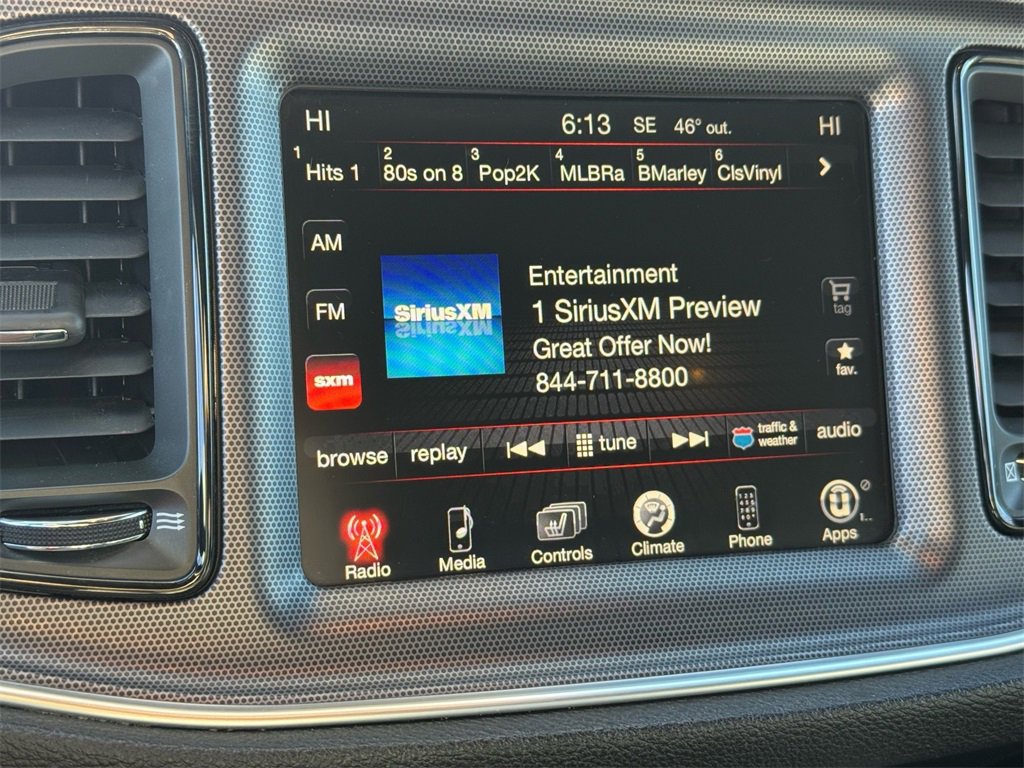 HI 6:13 SE 46° out. HI
1 Hits 1 2 80s on 8 3 Pop2K 4 MLBRa 5 BMarley 6 ClsVinyl
AM
FM
sxm
SiriusXM
Entertainment
1 SiriusXM Preview
Great Offer Now!
844-711-8800
tag
fav.
browse replay tune traffic & weather audio
Radio Media Controls Climate Phone Apps